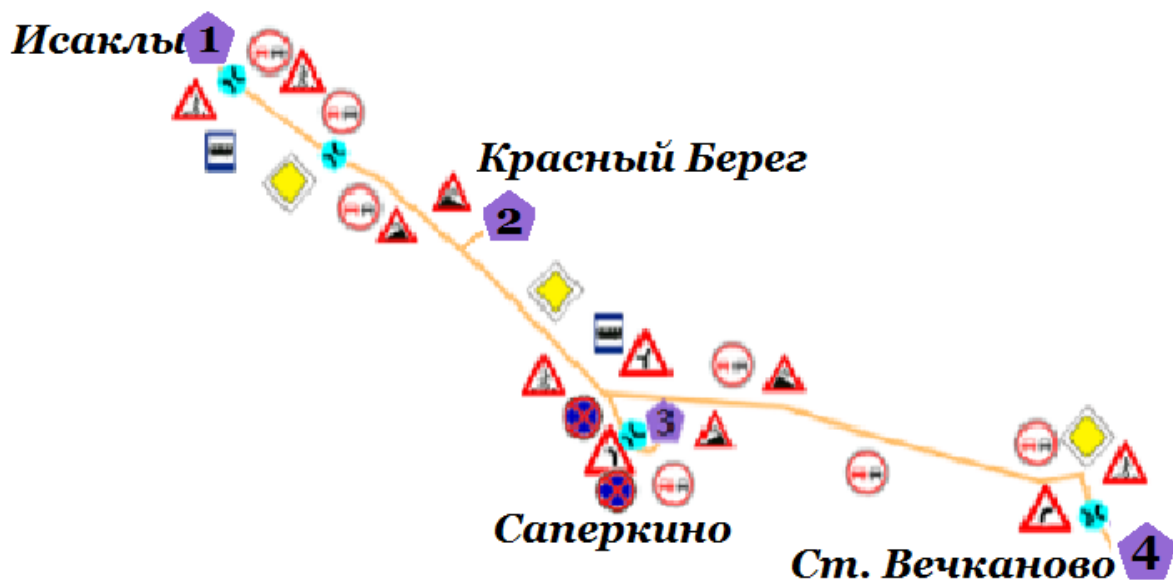 Исаклы 1
Красный Берег
2
3
Саперкино
Ст. Вечканово 4